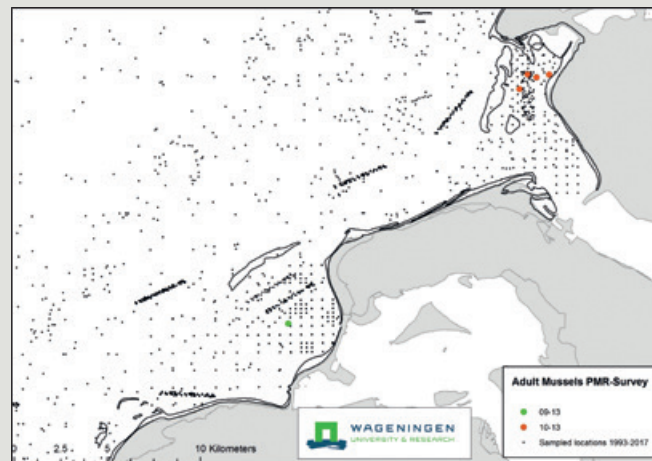 0 2.5 5 10 Kilometers
WAGENINGEN
UNIVERSITY & RESEARCH
Adult Mussels PMR-Survey
09-13
10-13
Sampled locations 1993-2017